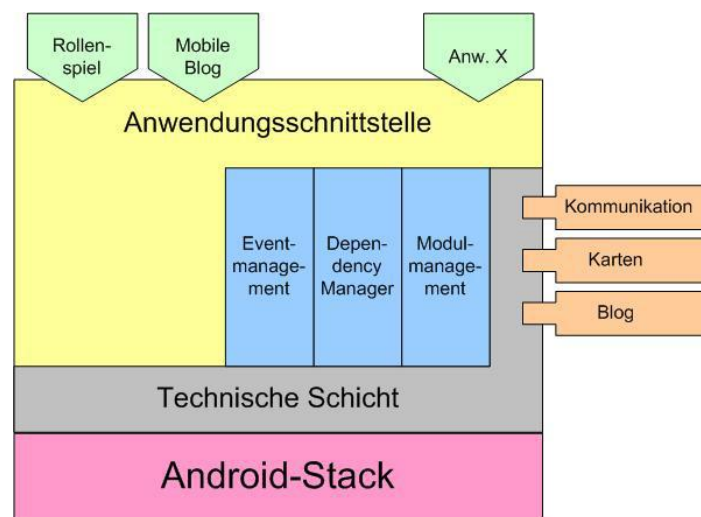 Rollen-
spiel
Mobile
Blog
Anw. X
Anwendungsschnittstelle
Event-
manage-
ment
Depen-
dency
Manager
Modul-
manage-
ment
Kommunikation
Karten
Blog
Technische Schicht
Android-Stack